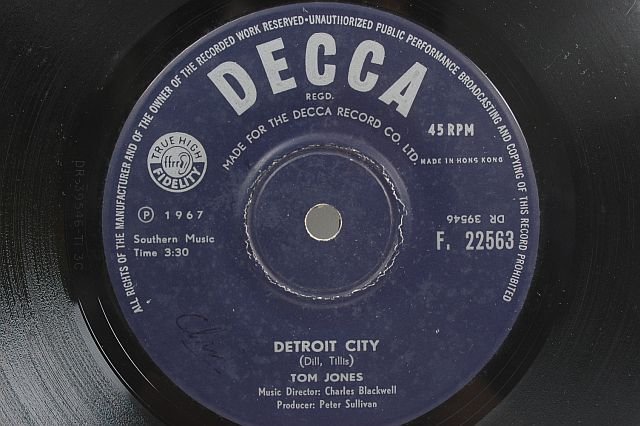 ALL RIGHTS OF THE MANUFACTURER AND OF THE OWNER OF THE RECORDED WORK RESERVED·UNAUTHORIZED PUBLIC PERFORMANCE BROADCASTING AND COPYING OF THIS RECORD PROHIBITED
DECCA
REGD.
MADE FOR THE DECCA RECORD CO. LTD.
45 RPM
MADE IN HONG KONG
TRUE HIGH
ffrr
FIDELITY
Ⓟ 1967
Southern Music
Time 3:30
DR 39546
F. 22563
DETROIT CITY
(Dill, Tillis)
TOM JONES
Music Director: Charles Blackwell
Producer: Peter Sullivan